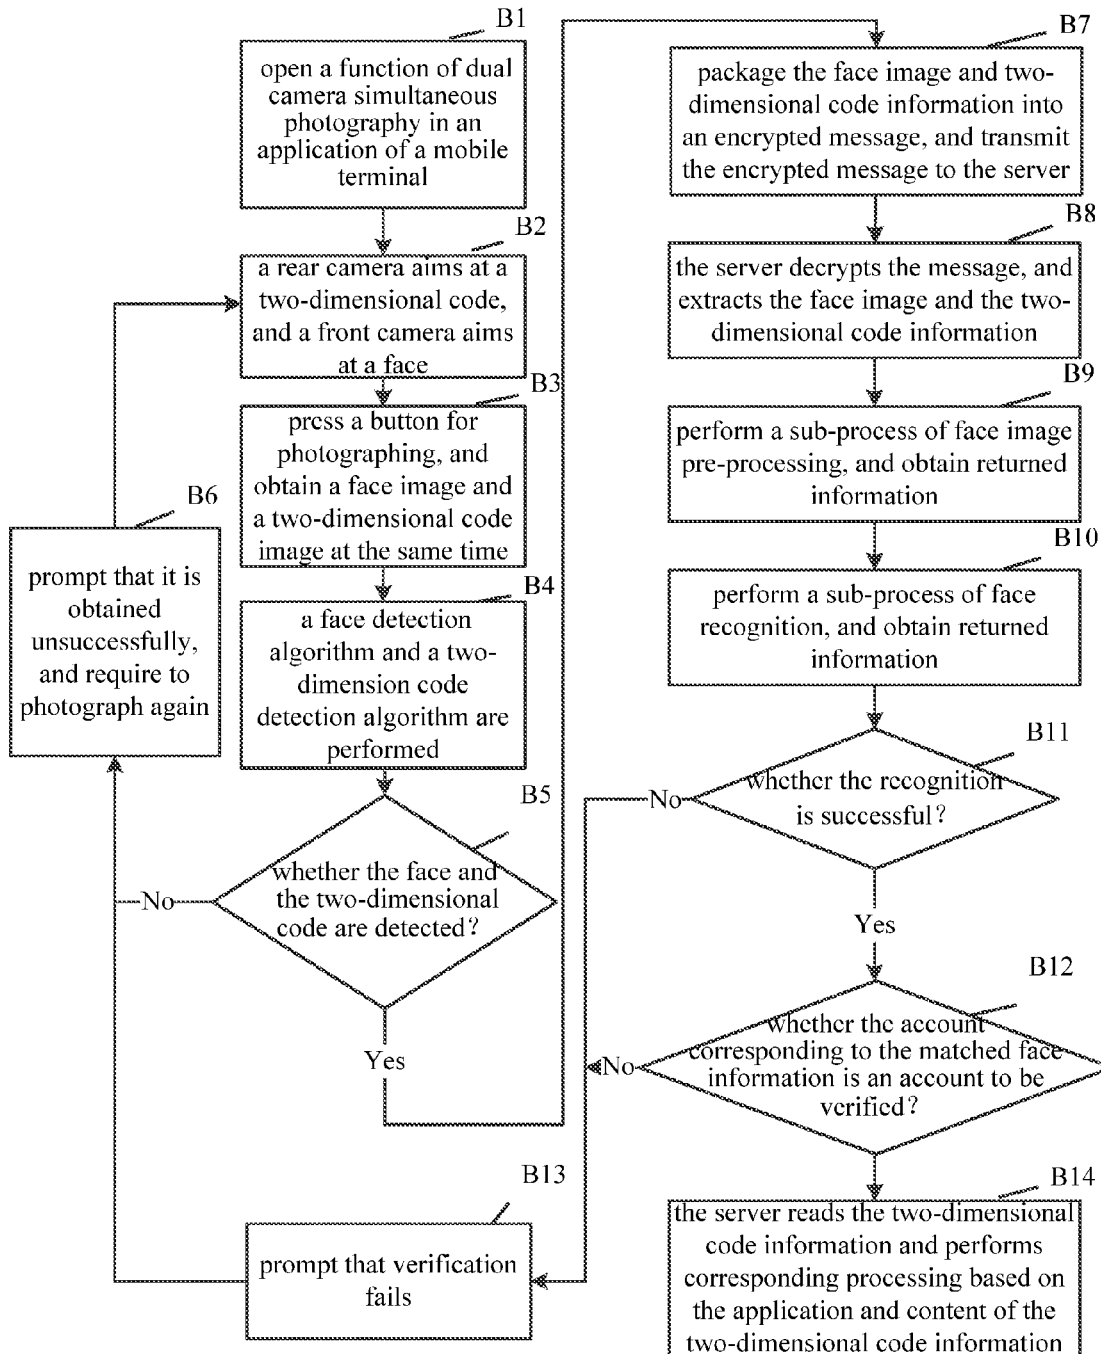 B1
open a function of dual
camera simultaneous
photography in an
application of a mobile
terminal
B2
a rear camera aims at a
two-dimensional code,
and a front camera aims
at a face
B3
press a button for
photographing, and
obtain a face image and
a two-dimensional code
image at the same time
B4
a face detection
algorithm and a two-
dimension code
detection algorithm are
performed
B5
whether the face and
the two-dimensional
code are detected?
No
Yes
B6
prompt that it is
obtained
unsuccessfully,
and require to
photograph again
B7
package the face image and two-
dimensional code information into
an encrypted message, and transmit
the encrypted message to the server
B8
the server decrypts the message, and
extracts the face image and the two-
dimensional code information
B9
perform a sub-process of face image
pre-processing, and obtain returned
information
B10
perform a sub-process of face
recognition, and obtain returned
information
B11
whether the recognition
is successful?
No
Yes
B12
whether the account
corresponding to the matched face
information is an account to be
verified?
No
B13
prompt that verification
fails
B14
the server reads the two-dimensional
code information and performs
corresponding processing based on
the application and content of the
two-dimensional code information